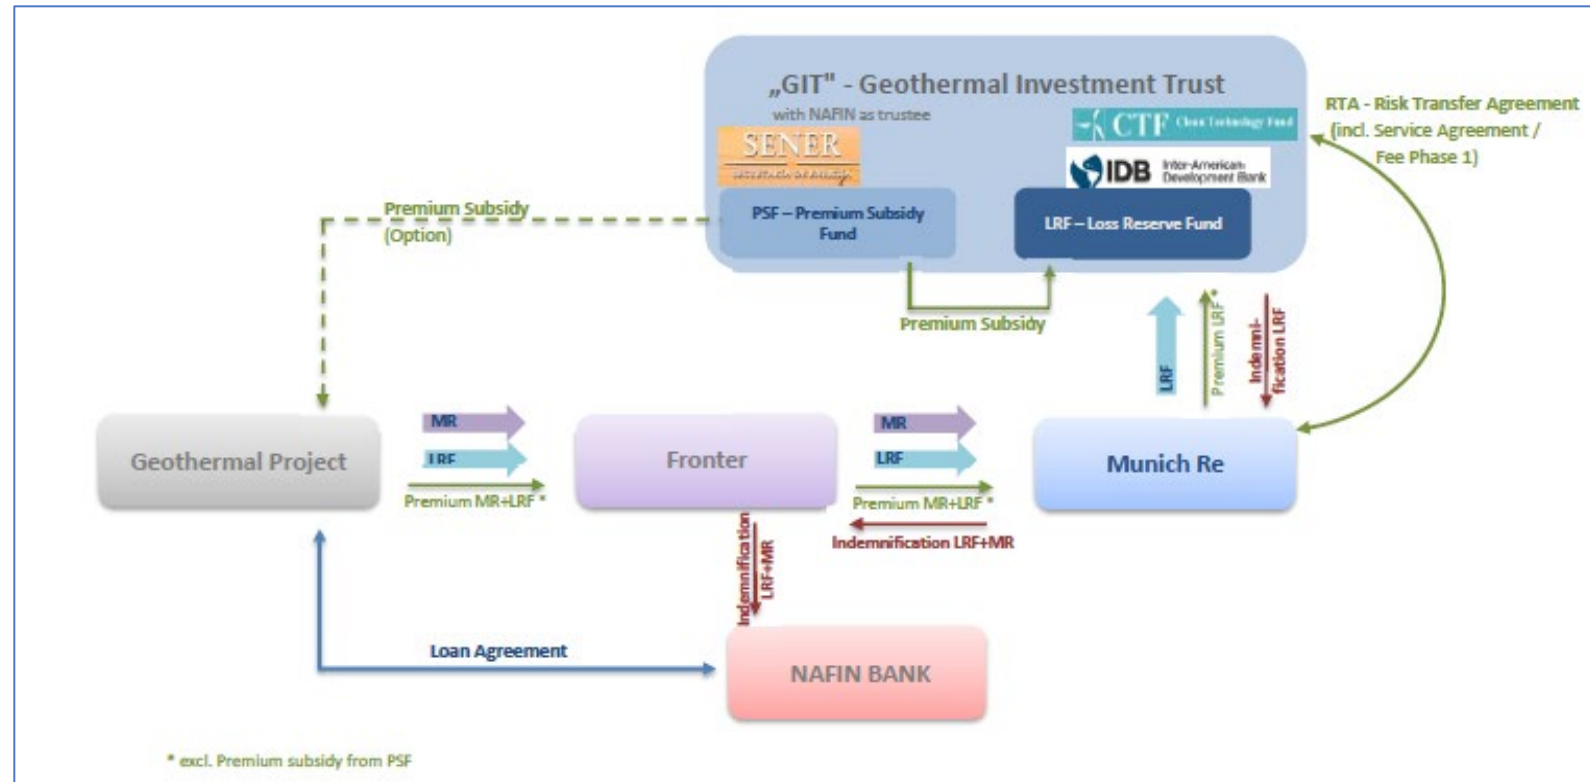 „GIT" - Geothermal Investment Trust
with NAFIN as trustee
SENER
SECRETARÍA DE ENERGÍA
CTF Clean Technology Fund
IDB Inter-American
Development Bank
RTA - Risk Transfer Agreement
(incl. Service Agreement /
Fee Phase 1)
PSF – Premium Subsidy
Fund
LRF – Loss Reserve Fund
Premium Subsidy
(Option)
Premium Subsidy
LRF
Premium LRF *
Indemni-
fication LRF
Geothermal Project
MR
LRF
Premium MR+LRF *
Fronter
MR
LRF
Premium MR+LRF *
Indemnification LRF+MR
Munich Re
Indemnification
LRF+MR
Loan Agreement
NAFIN BANK
* excl. Premium subsidy from PSF